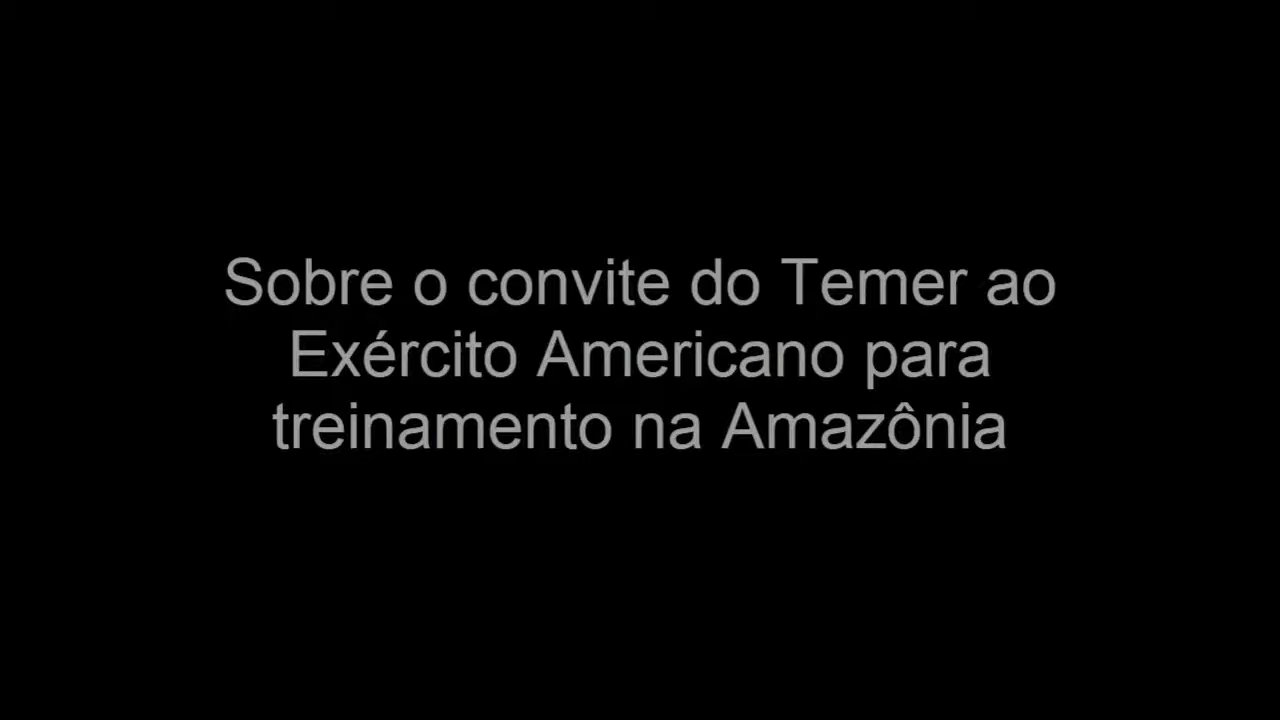 Sobre o convite do Temer ao
Exército Americano para
treinamento na Amazônia